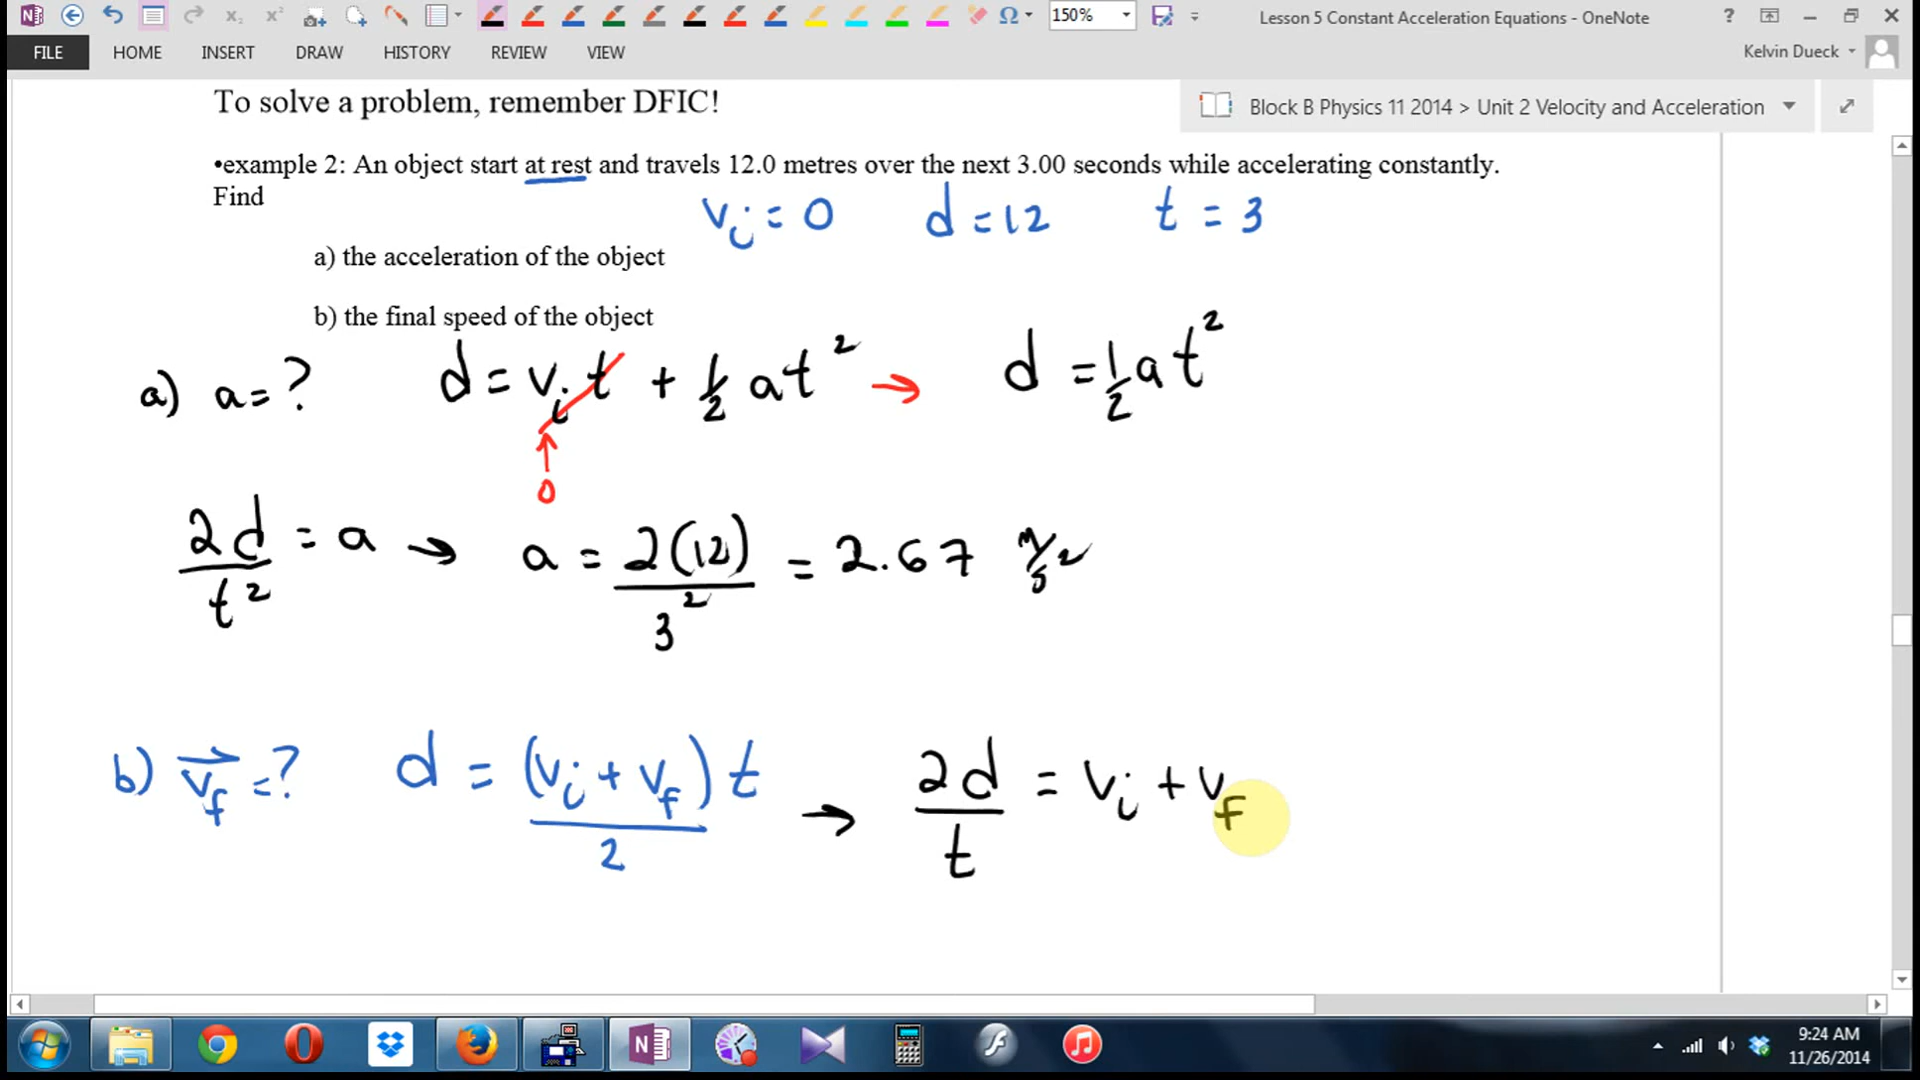 150%
Lesson 5 Constant Acceleration Equations - OneNote
FILE HOME INSERT DRAW HISTORY REVIEW VIEW
Kelvin Dueck
To solve a problem, remember DFIC!
Block B Physics 11 2014 > Unit 2 Velocity and Acceleration
•example 2: An object start at rest and travels 12.0 metres over the next 3.00 seconds while accelerating constantly.
Find
vᵢ = 0 d = 12 t = 3
a) the acceleration of the object
b) the final speed of the object
a) a = ? d = vᵢt + 1/2 at² → d = 1/2 at²
0
2d/t² = a → a = 2(12)/3² = 2.67 m/s²
b) v⃗f = ? d = (vᵢ + vf)/2 t → 2d/t = vᵢ + vf
9:24 AM
11/26/2014